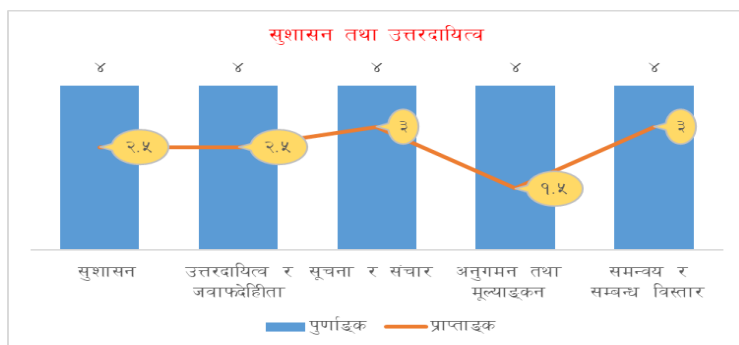 सुशासन तथा उत्तरदायित्व
४ ४ ४ ४ ४
२.५ २.५ ३ १.५ ३
सुशासन उत्तरदायित्व र सूचना र संचार अनुगमन तथा समन्वय र
जवाफदेहिीता मूल्याङ्कन सम्बन्ध विस्तार
पुर्णाङ्क प्राप्ताङ्क